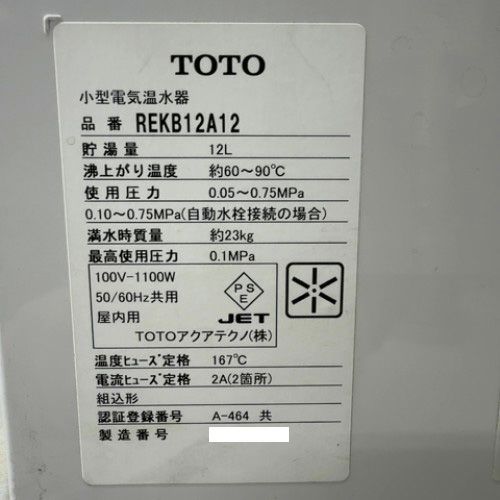 TOTO
小型電気温水器
品番 REKB12A12
貯湯量 12L
沸上がり温度 約60～90℃
使用圧力 0.05～0.75MPa
0.10～0.75MPa(自動水栓接続の場合)
満水時質量 約23kg
最高使用圧力 0.1MPa
100V-1100W
50/60Hz共用
屋内用
PSE
JET
TOTOアクアテクノ(株)
温度ヒューズ定格 167℃
電流ヒューズ定格 2A(2箇所)
組込形
認証登録番号 A-464 共
製造番号